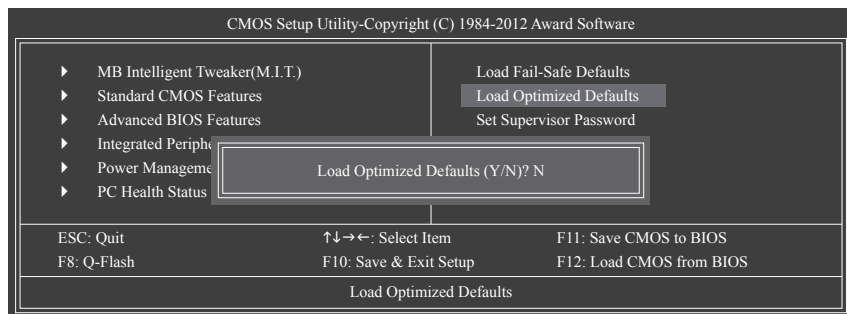 CMOS Setup Utility-Copyright (C) 1984-2012 Award Software
MB Intelligent Tweaker(M.I.T.)
Standard CMOS Features
Advanced BIOS Features
Integrated Periphe
Power Manageme
PC Health Status
Load Fail-Safe Defaults
Load Optimized Defaults
Set Supervisor Password
Load Optimized Defaults (Y/N)? N
ESC: Quit ↑↓→←: Select Item F11: Save CMOS to BIOS
F8: Q-Flash F10: Save & Exit Setup F12: Load CMOS from BIOS
Load Optimized Defaults